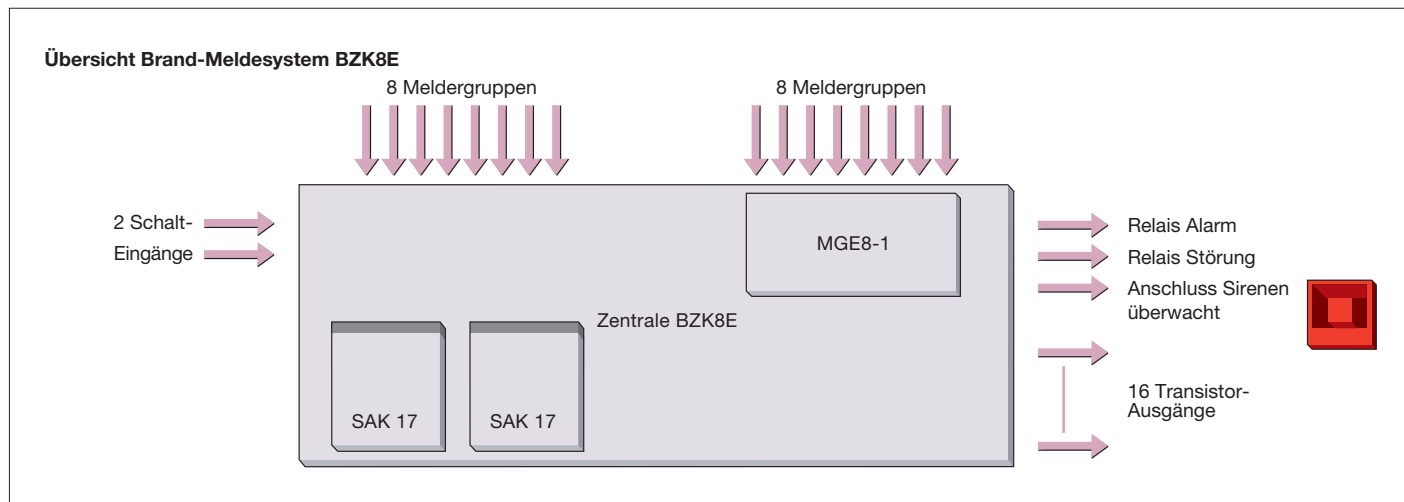 Übersicht Brand-Meldesystem BZK8E
8 Meldergruppen
8 Meldergruppen
2 Schalt-
Eingänge
MGE8-1
Relais Alarm
Relais Störung
Anschluss Sirenen
überwacht
Zentrale BZK8E
SAK 17
SAK 17
16 Transistor-
Ausgänge